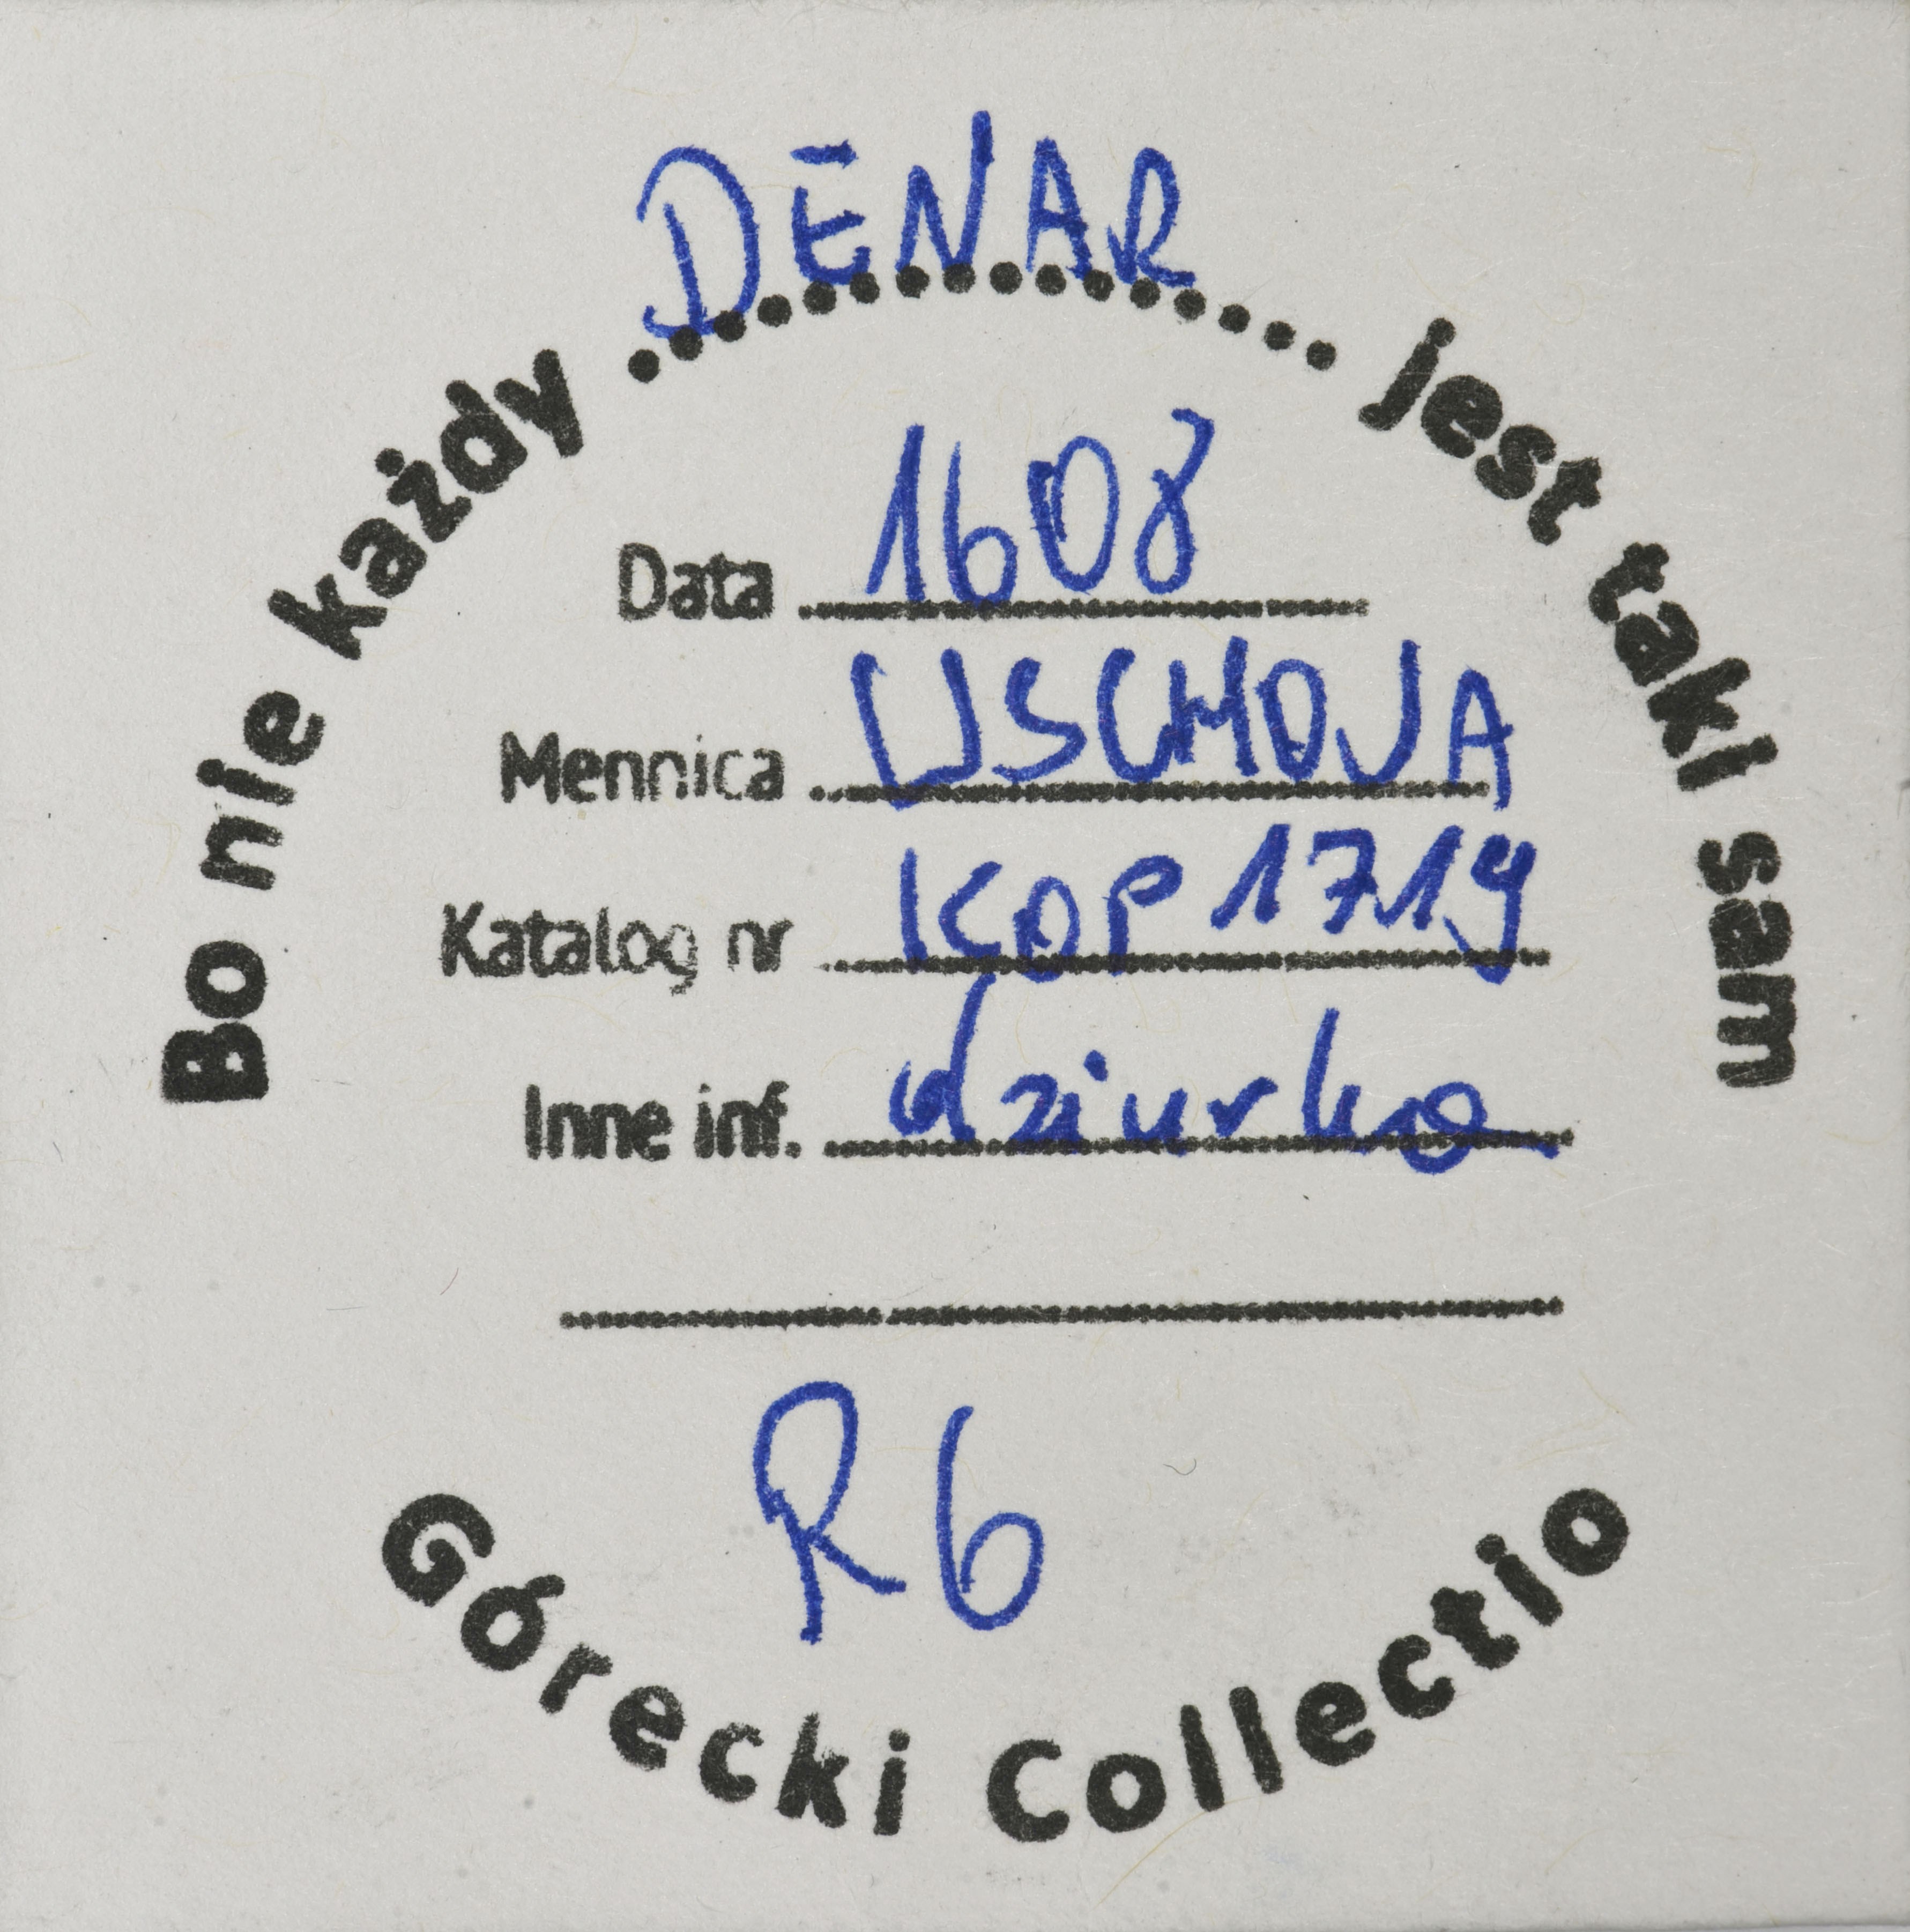 Bo nie każdy DENAR jest taki sam
Data 1608
Mennica WSCHOWA
Katalog nr KOP 1719
Inne inf. dziurka
R6
Górecki Collectio